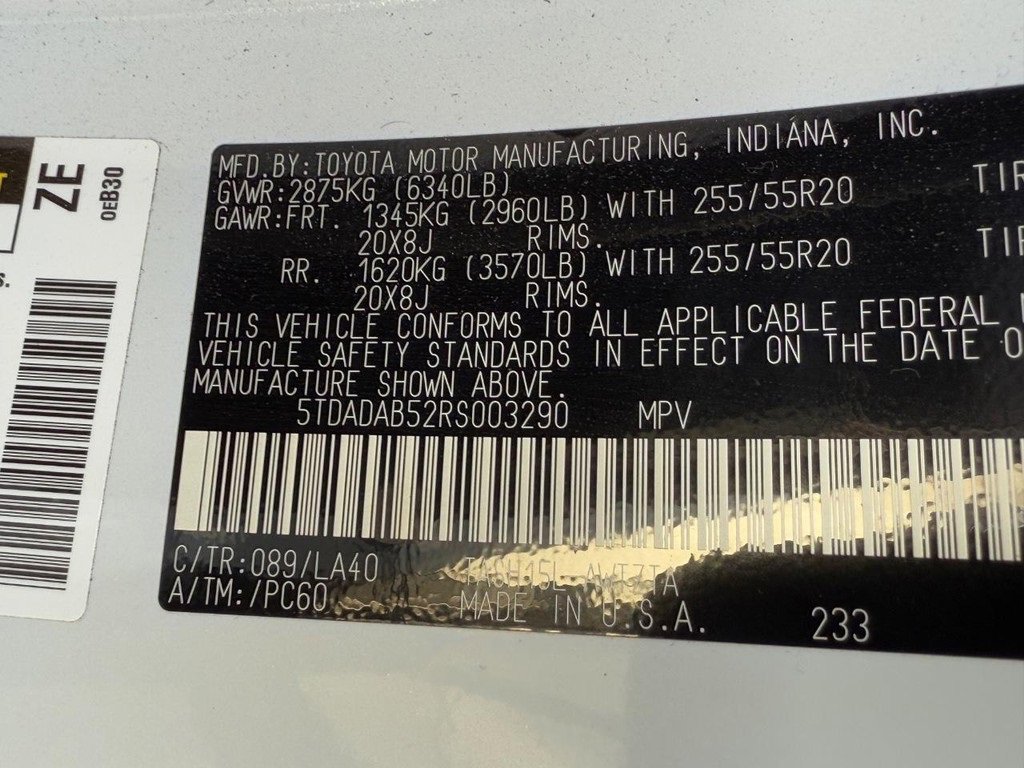 MFD.BY:TOYOTA MOTOR MANUFACTURING, INDIANA, INC.
GVWR:2875KG (6340LB)
GAWR:FRT. 1345KG (2960LB) WITH 255/55R20 TIR
20X8J RIMS.
RR. 1620KG (3570LB) WITH 255/55R20 TIR
20X8J RIMS.
THIS VEHICLE CONFORMS TO ALL APPLICABLE FEDERAL
VEHICLE SAFETY STANDARDS IN EFFECT ON THE DATE O
MANUFACTURE SHOWN ABOVE.
5TDADAB52RS003290 MPV
C/TR:089/LA40
A/TM:/PC60 MADE IN U.S.A. 233
ZE
0EB30